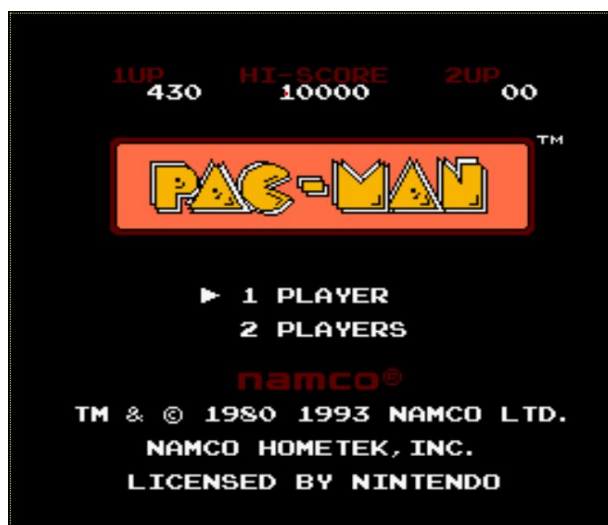 1UP HI-SCORE 2UP
430 10000 00
PAC-MAN ™
1 PLAYER
2 PLAYERS
namco®
TM & © 1980 1993 NAMCO LTD.
NAMCO HOMETEK, INC.
LICENSED BY NINTENDO